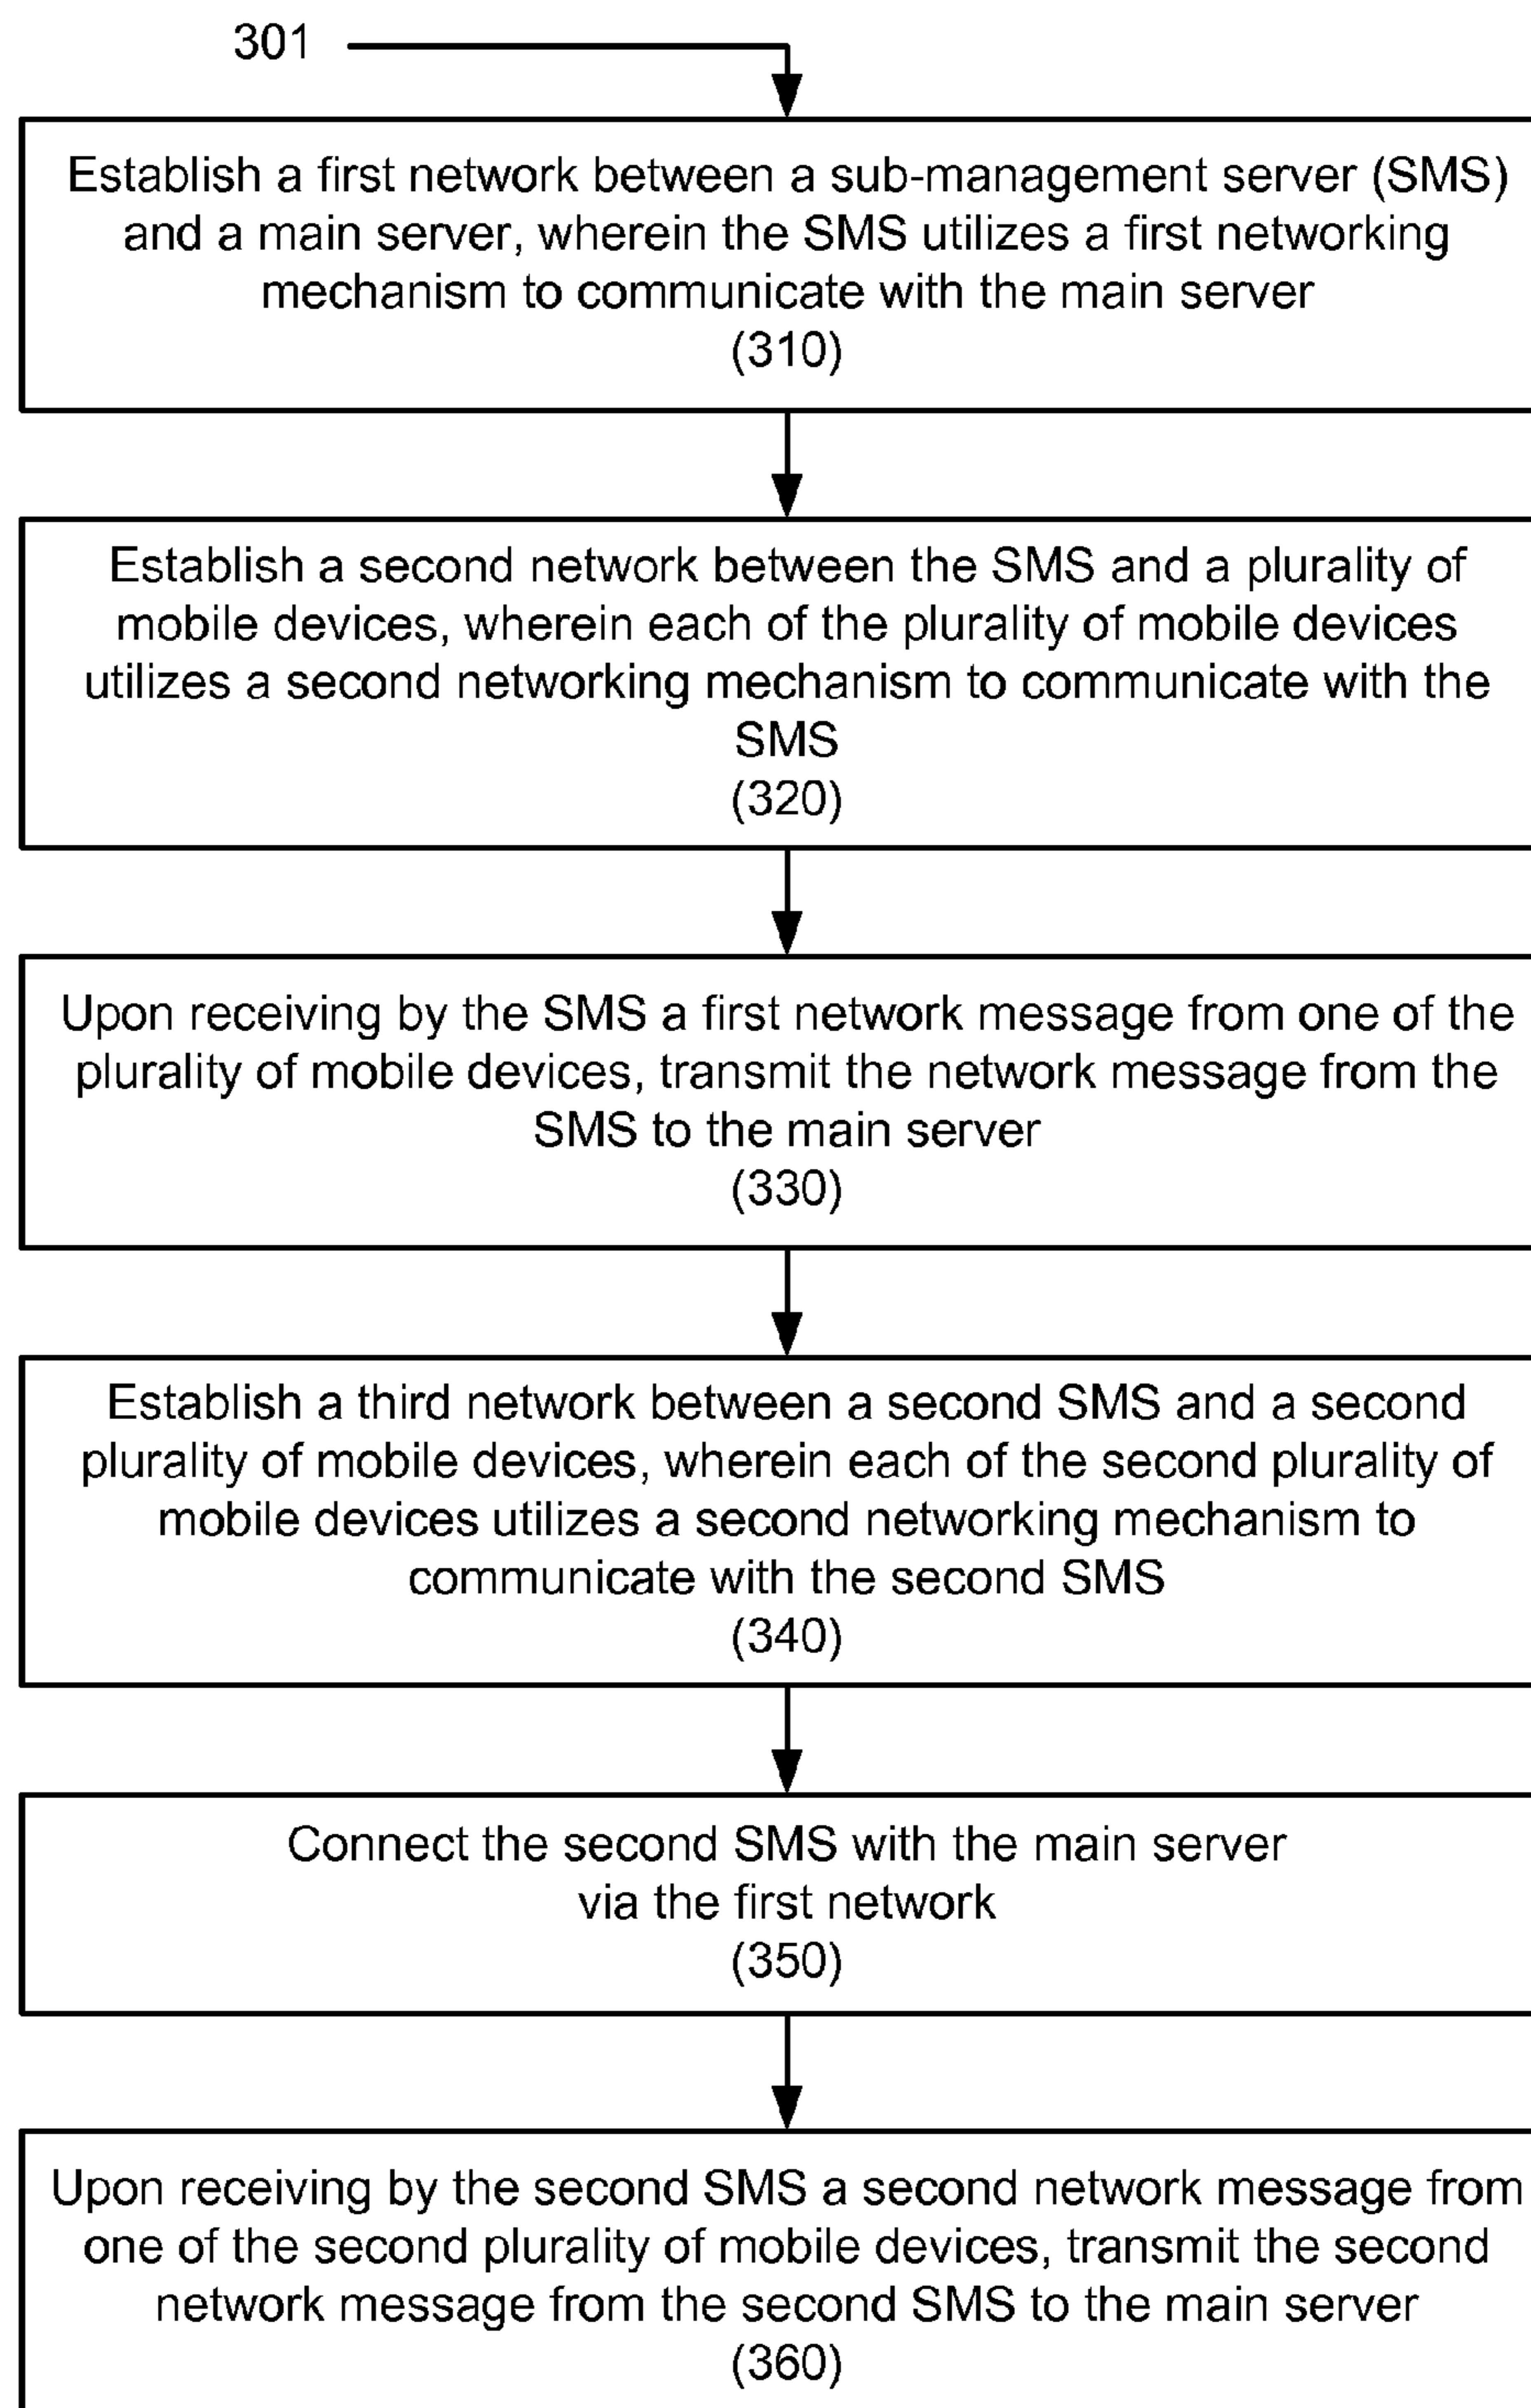 301
Establish a first network between a sub-management server (SMS)
and a main server, wherein the SMS utilizes a first networking
mechanism to communicate with the main server
(310)
Establish a second network between the SMS and a plurality of
mobile devices, wherein each of the plurality of mobile devices
utilizes a second networking mechanism to communicate with the
SMS
(320)
Upon receiving by the SMS a first network message from one of the
plurality of mobile devices, transmit the network message from the
SMS to the main server
(330)
Establish a third network between a second SMS and a second
plurality of mobile devices, wherein each of the second plurality of
mobile devices utilizes a second networking mechanism to
communicate with the second SMS
(340)
Connect the second SMS with the main server
via the first network
(350)
Upon receiving by the second SMS a second network message from
one of the second plurality of mobile devices, transmit the second
network message from the second SMS to the main server
(360)